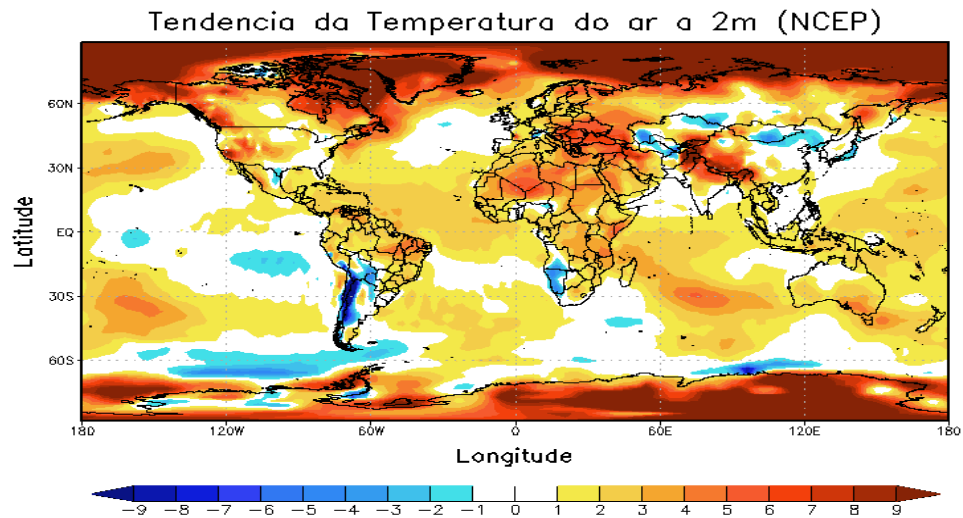 Tendencia da Temperatura do ar a 2m (NCEP)
Latitude
60N
30N
EQ
30S
60S
180 120W 60W 0 60E 120E 180
Longitude
-9 -8 -7 -6 -5 -4 -3 -2 -1 0 1 2 3 4 5 6 7 8 9